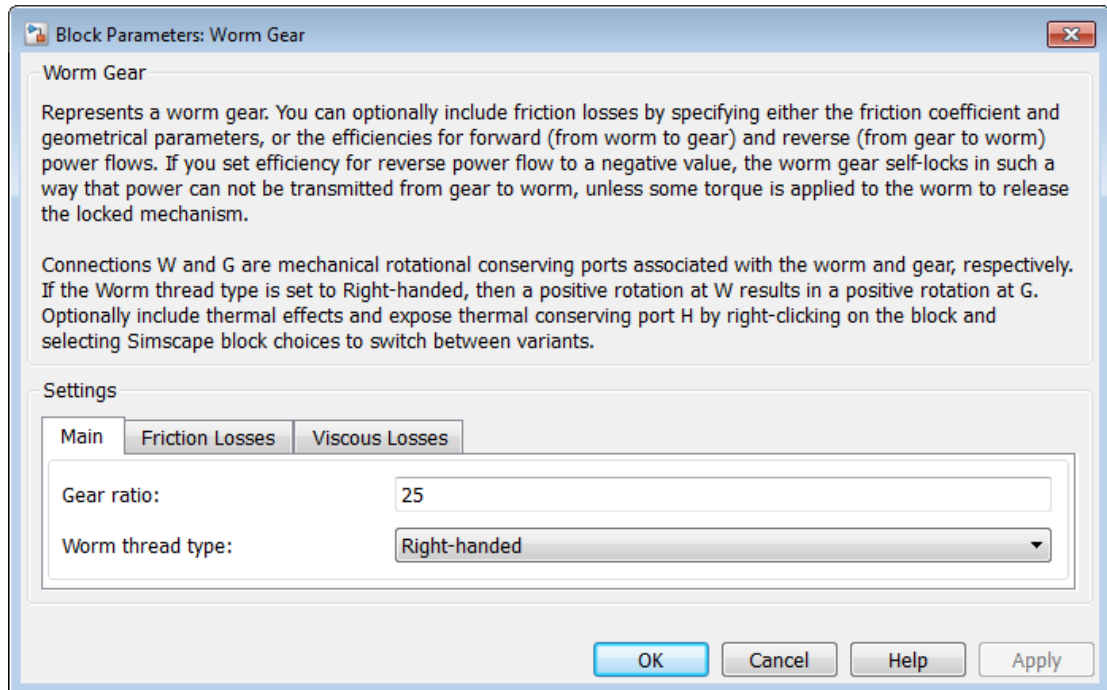 Block Parameters: Worm Gear
Worm Gear
Represents a worm gear. You can optionally include friction losses by specifying either the friction coefficient and
geometrical parameters, or the efficiencies for forward (from worm to gear) and reverse (from gear to worm)
power flows. If you set efficiency for reverse power flow to a negative value, the worm gear self-locks in such a
way that power can not be transmitted from gear to worm, unless some torque is applied to the worm to release
the locked mechanism.
Connections W and G are mechanical rotational conserving ports associated with the worm and gear, respectively.
If the Worm thread type is set to Right-handed, then a positive rotation at W results in a positive rotation at G.
Optionally include thermal effects and expose thermal conserving port H by right-clicking on the block and
selecting Simscape block choices to switch between variants.
Settings
Main Friction Losses Viscous Losses
Gear ratio: 25
Worm thread type: Right-handed
OK Cancel Help Apply